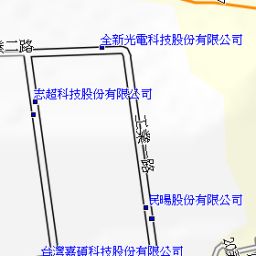 全新光電科技股份有限公司
業二路
志超科技股份有限公司
工業一路
民暘股份有限公司
台灣嘉碩科技股份有限公司